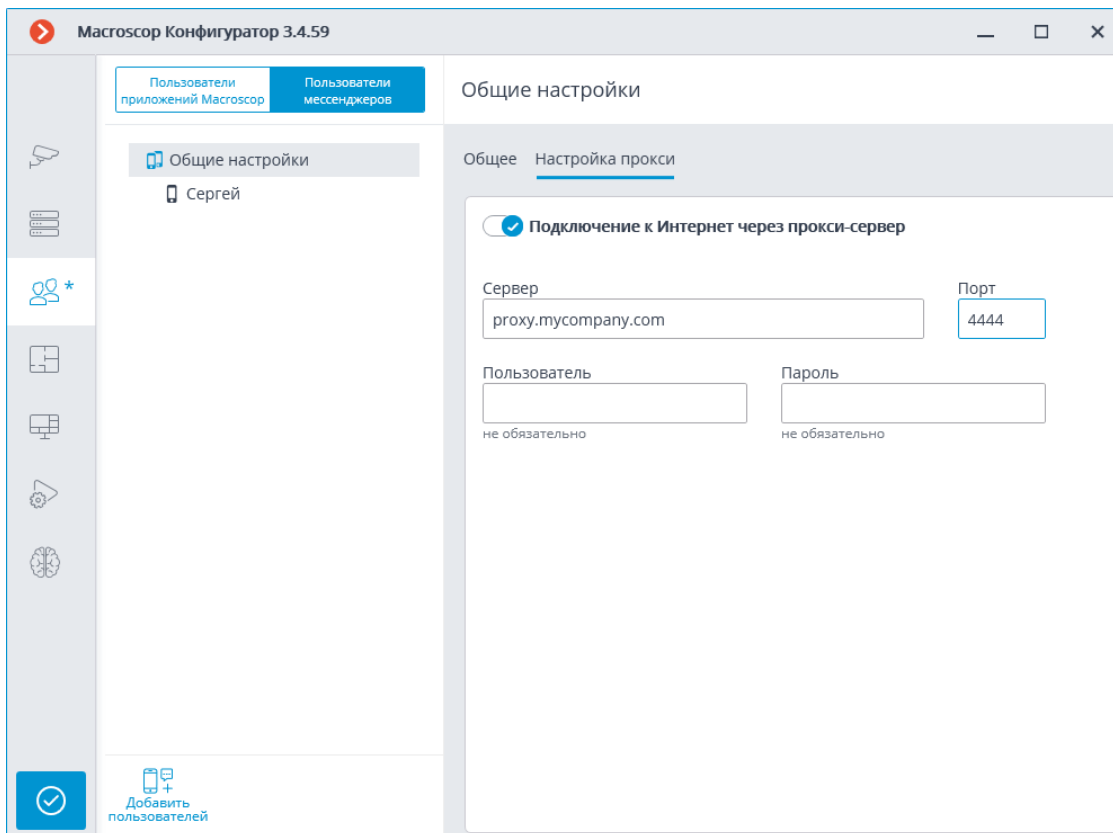 Macroscop Конфигуратор 3.4.59
Пользователи
приложений Macroscop
Пользователи
мессенджеров
Общие настройки
Сергей
Добавить
пользователей
Общие настройки
Общее
Настройка прокси
Подключение к Интернет через прокси-сервер
Сервер
Порт
proxy.mycompany.com
4444
Пользователь
Пароль
не обязательно
не обязательно